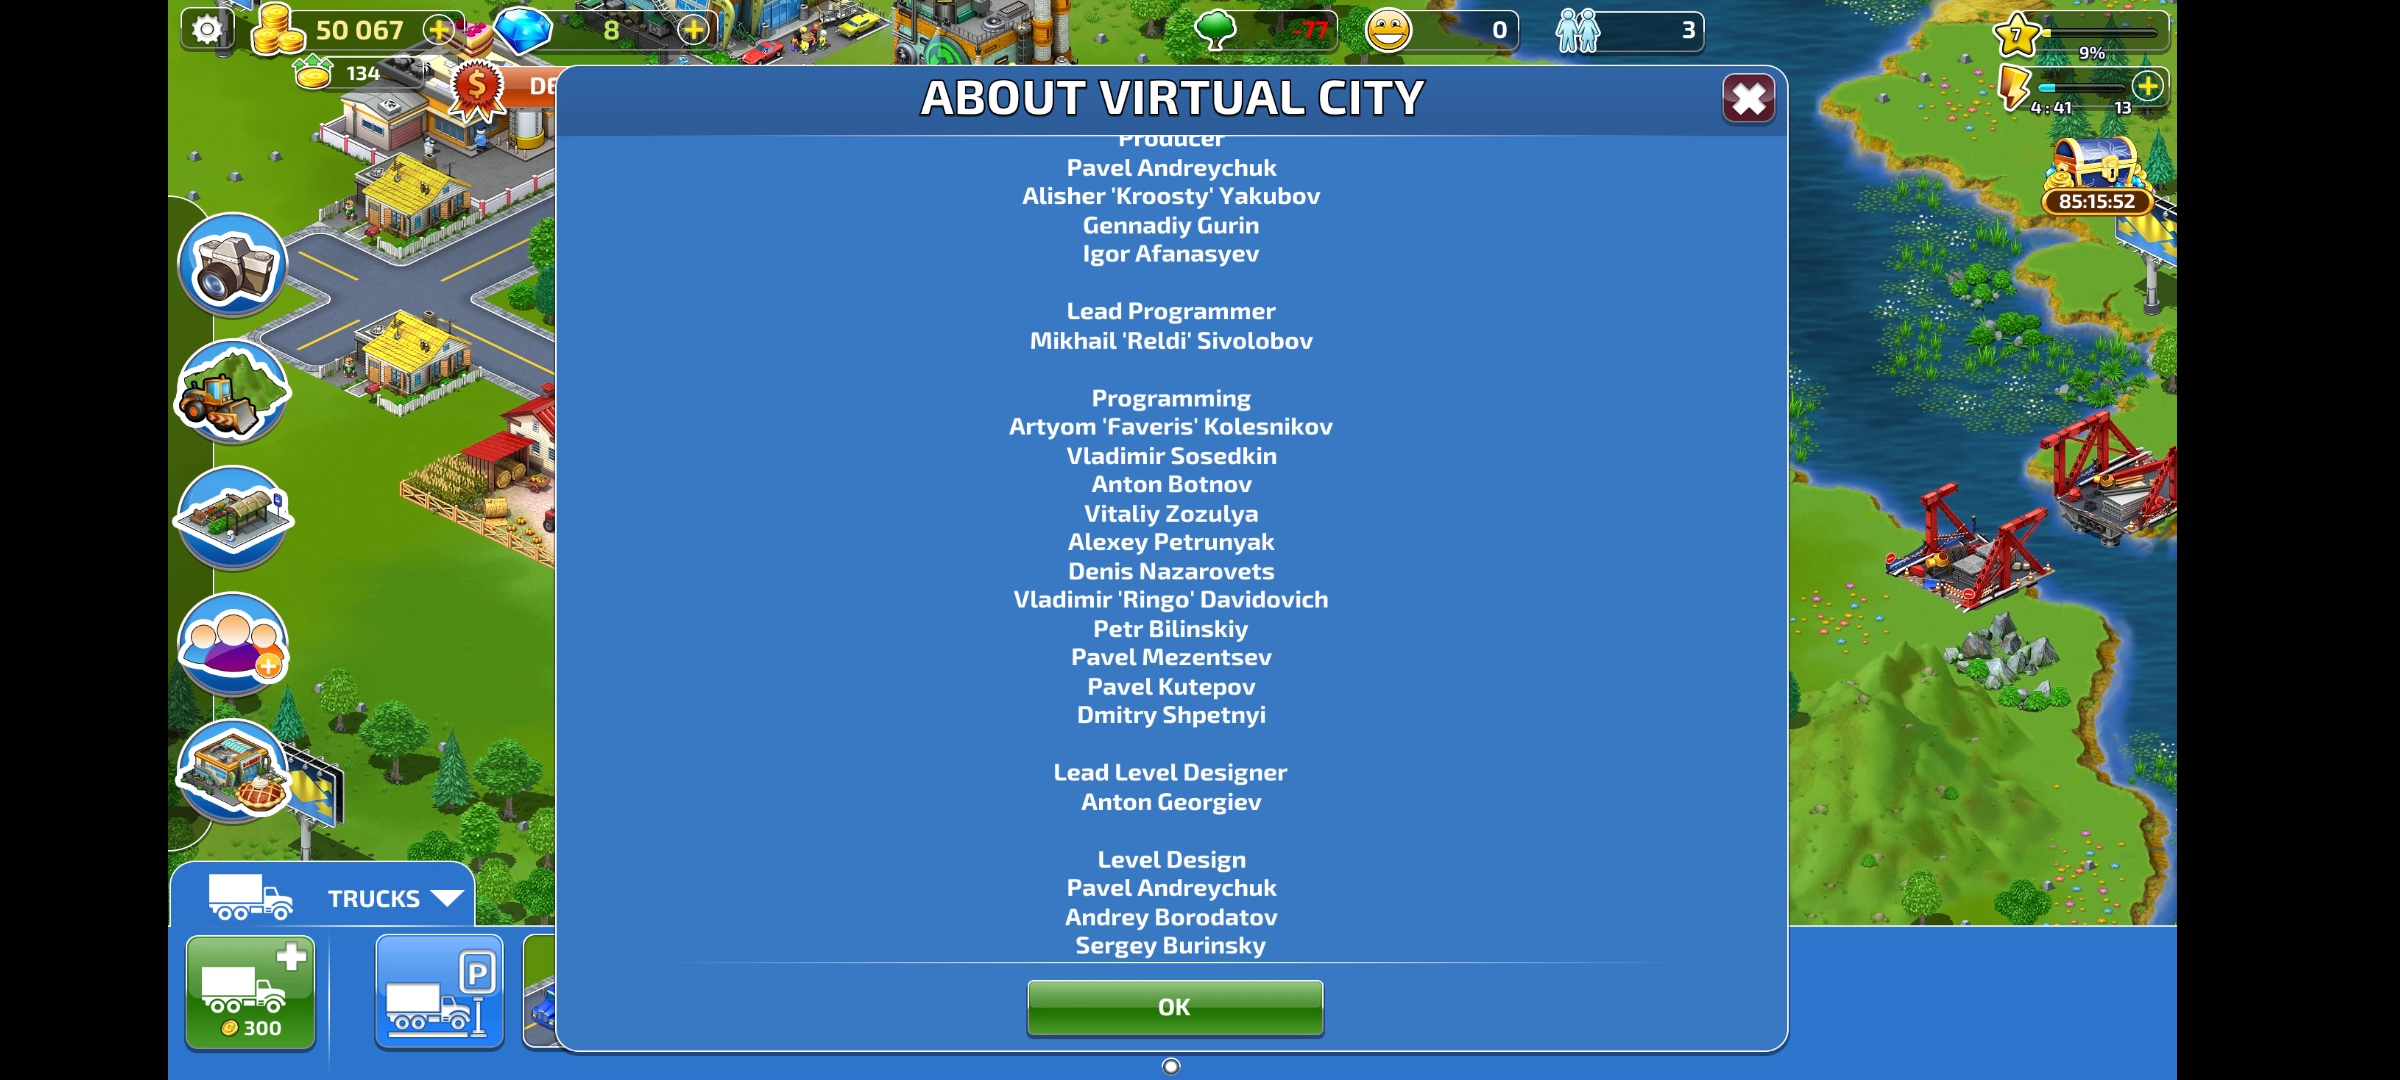 50 067
8
-77
0
3
7
9%
134
DE
4:41
13
ABOUT VIRTUAL CITY
85:15:52
Producer
Pavel Andreychuk
Alisher 'Kroosty' Yakubov
Gennadiy Gurin
Igor Afanasyev
Lead Programmer
Mikhail 'Reldi' Sivolobov
Programming
Artyom 'Faveris' Kolesnikov
Vladimir Sosedkin
Anton Botnov
Vitaliy Zozulya
Alexey Petrunyak
Denis Nazarovets
Vladimir 'Ringo' Davidovich
Petr Bilinskiy
Pavel Mezentsev
Pavel Kutepov
Dmitry Shpetnyi
Lead Level Designer
Anton Georgiev
Level Design
Pavel Andreychuk
Andrey Borodatov
Sergey Burinsky
TRUCKS
P
300
OK